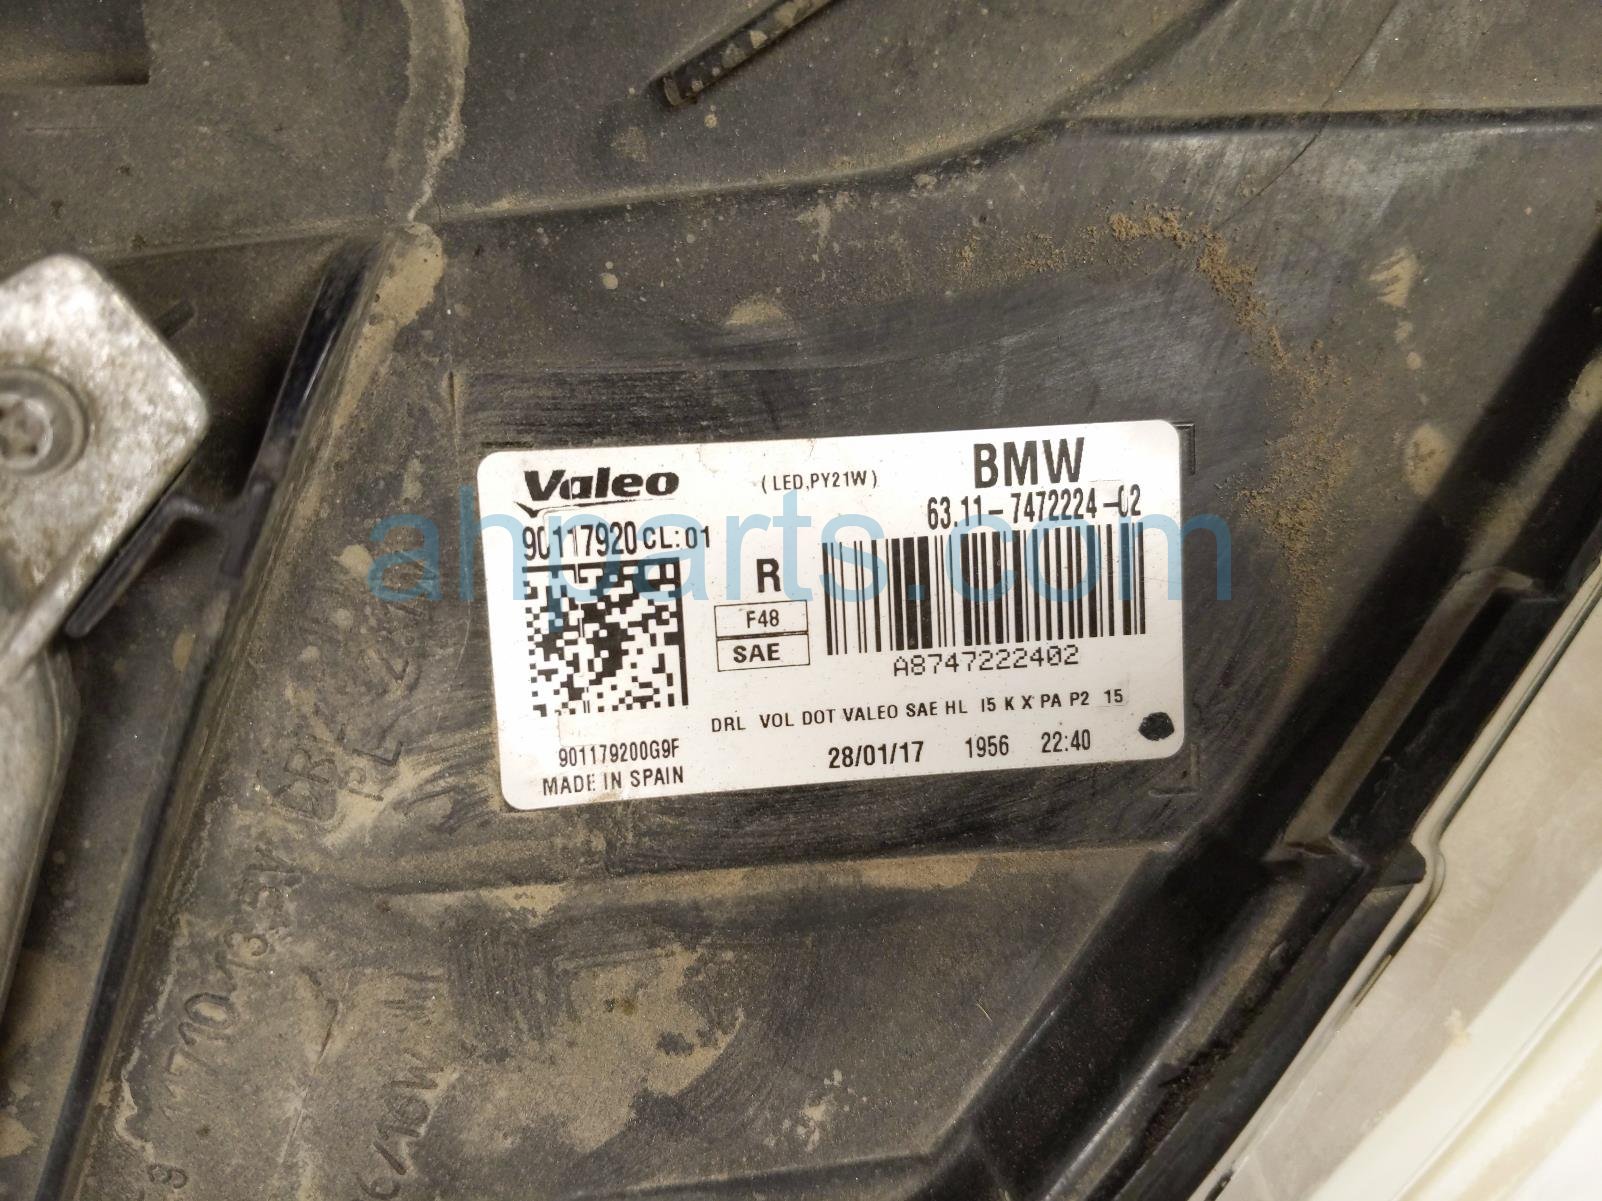 Valeo
(LED,PY21W)
BMW
63.11-7472224-02
90117920 CL:01
R
F48
SAE
A8747222402
DRL VOL DOT VALEO SAE HL I5 K X PA P2 15
901179200G9F
28/01/17 1956 22:40
MADE IN SPAIN
ahparts.com